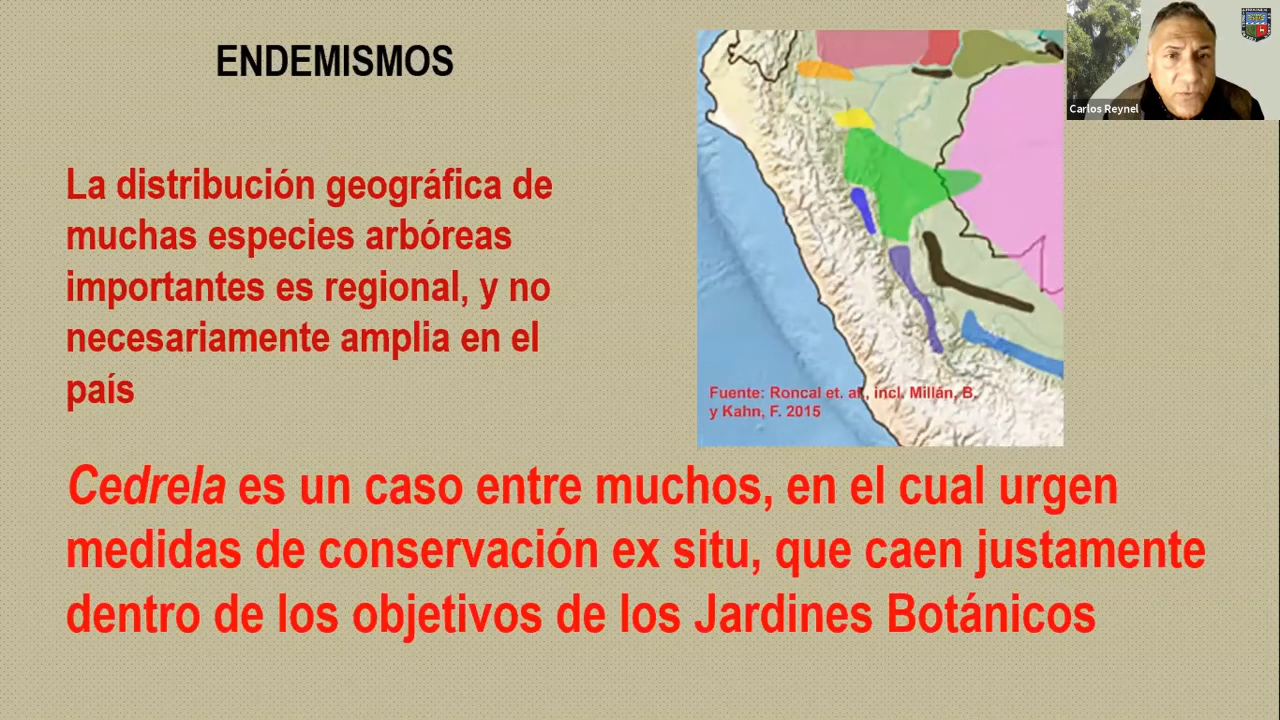 ENDEMISMOS
La distribución geográfica de
muchas especies arbóreas
importantes es regional, y no
necesariamente amplia en el
país
Fuente: Roncal et. al., incl. Millán, B.
y Kahn, F. 2015
Cedrela es un caso entre muchos, en el cual urgen
medidas de conservación ex situ, que caen justamente
dentro de los objetivos de los Jardines Botánicos
Carlos Reynel